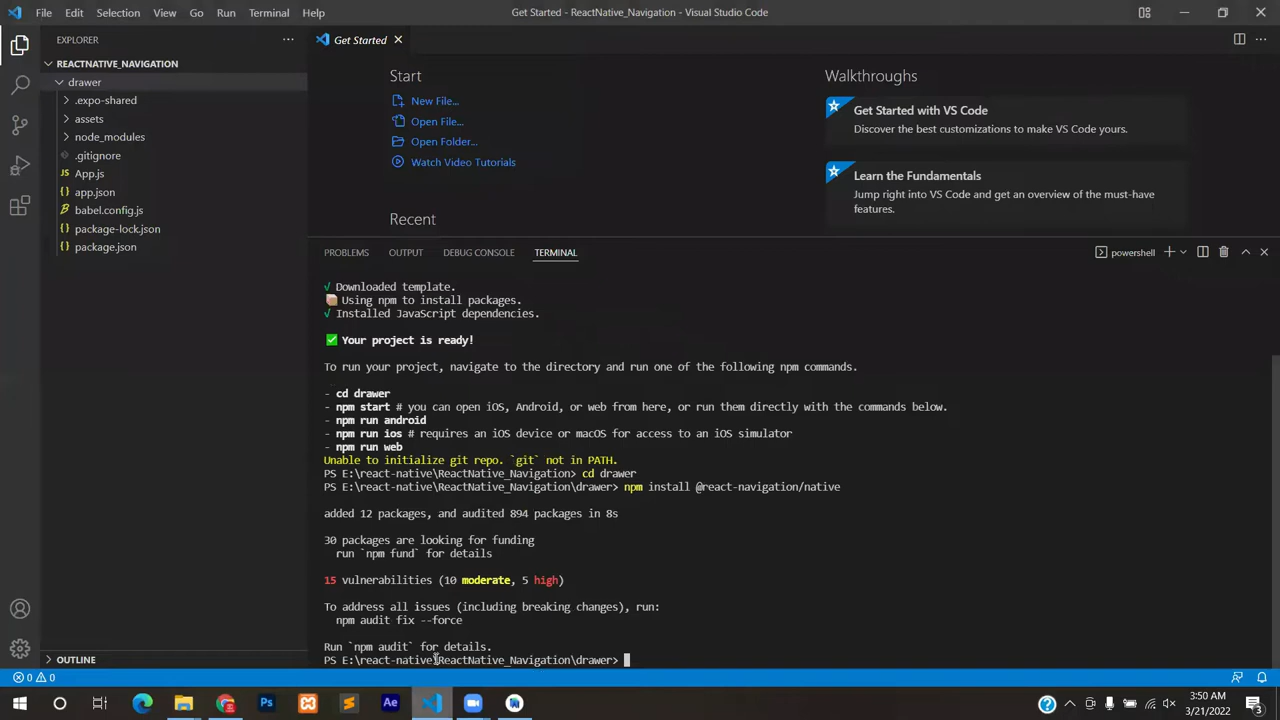 File Edit Selection View Go Run Terminal Help
Get Started - ReactNative_Navigation - Visual Studio Code
EXPLORER
REACTNATIVE_NAVIGATION
drawer
.expo-shared
assets
node_modules
.gitignore
App.js
app.json
babel.config.js
package-lock.json
package.json
OUTLINE
Get Started
Start
New File...
Open File...
Open Folder...
Watch Video Tutorials
Recent
Walkthroughs
Get Started with VS Code
Discover the best customizations to make VS Code yours.
Learn the Fundamentals
Jump right into VS Code and get an overview of the must-have
features.
PROBLEMS OUTPUT DEBUG CONSOLE TERMINAL
powershell
√ Downloaded template.
Using npm to install packages.
√ Installed JavaScript dependencies.
Your project is ready!
To run your project, navigate to the directory and run one of the following npm commands.
- cd drawer
- npm start # you can open iOS, Android, or web from here, or run them directly with the commands below.
- npm run android
- npm run ios # requires an iOS device or macOS for access to an iOS simulator
- npm run web
Unable to initialize git repo. `git` not in PATH.
PS E:\react-native\ReactNative_Navigation> cd drawer
PS E:\react-native\ReactNative_Navigation\drawer> npm install @react-navigation/native
added 12 packages, and audited 894 packages in 8s
30 packages are looking for funding
run `npm fund` for details
15 vulnerabilities (10 moderate, 5 high)
To address all issues (including breaking changes), run:
npm audit fix --force
Run `npm audit` for details.
PS E:\react-native\ReactNative_Navigation\drawer>
0 0
Ps
Ae
3:50 AM
3/21/2022
3